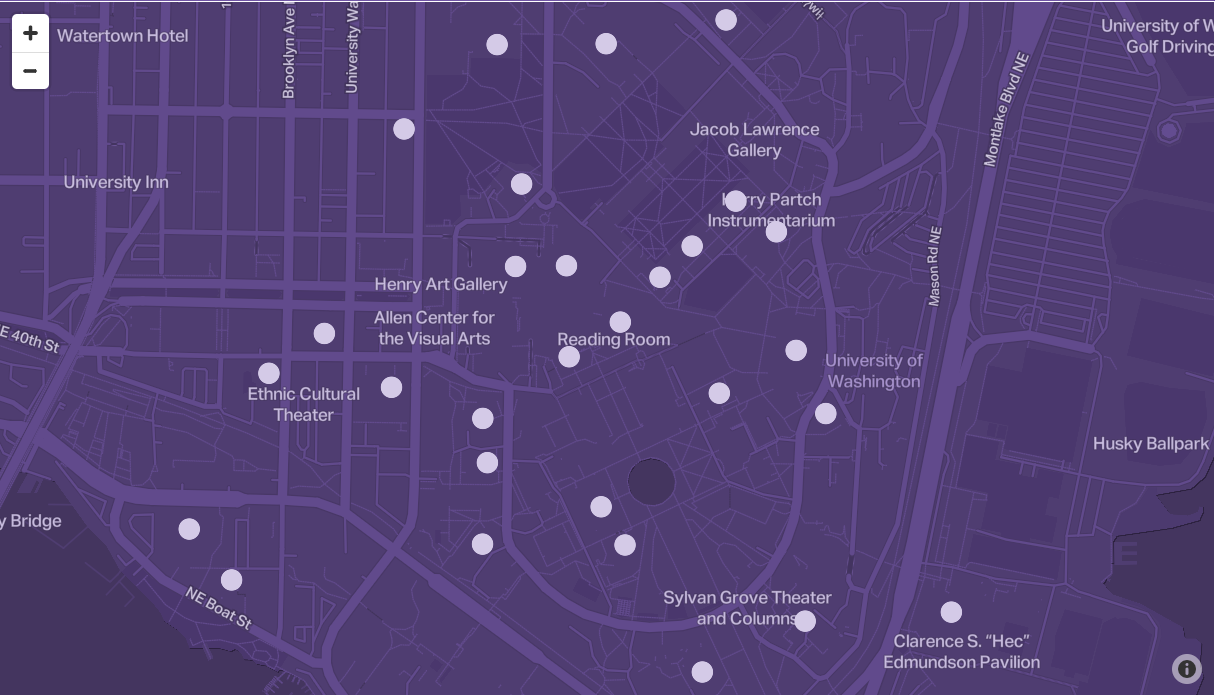 +
−
Watertown Hotel
Brooklyn Ave
University Wa
University of W
Golf Driving
Montlake Blvd NE
Jacob Lawrence
Gallery
University Inn
Harry Partch
Instrumentarium
Mason Rd NE
Henry Art Gallery
Allen Center for
the Visual Arts
E 40th St
Reading Room
University of
Washington
Ethnic Cultural
Theater
Husky Ballpark
y Bridge
NE Boat St
Sylvan Grove Theater
and Columns
Clarence S. “Hec”
Edmundson Pavilion
i